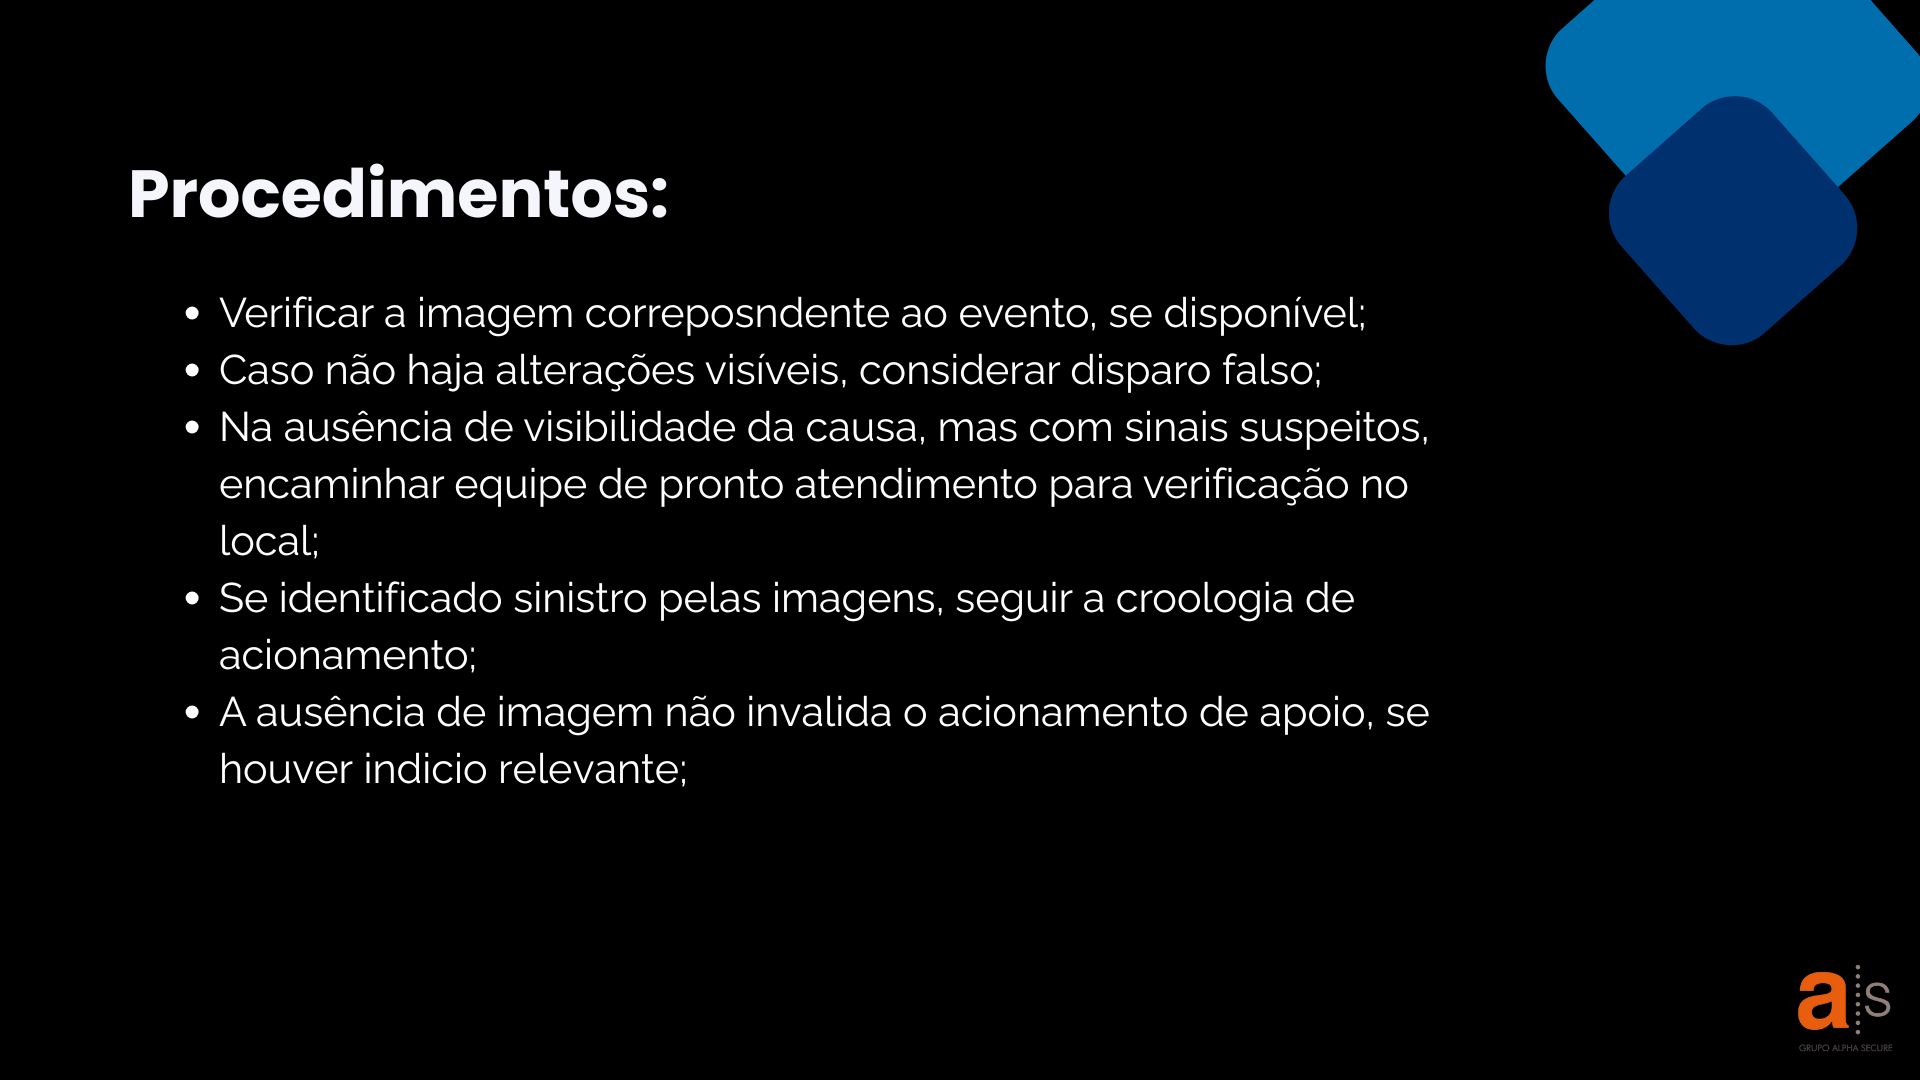 Procedimentos:
• Verificar a imagem correposndente ao evento, se disponível;
• Caso não haja alterações visíveis, considerar disparo falso;
• Na ausência de visibilidade da causa, mas com sinais suspeitos,
encaminhar equipe de pronto atendimento para verificação no
local;
• Se identificado sinistro pelas imagens, seguir a croologia de
acionamento;
• A ausência de imagem não invalida o acionamento de apoio, se
houver indicio relevante;
a s
GRUPO ALPHA SECURE